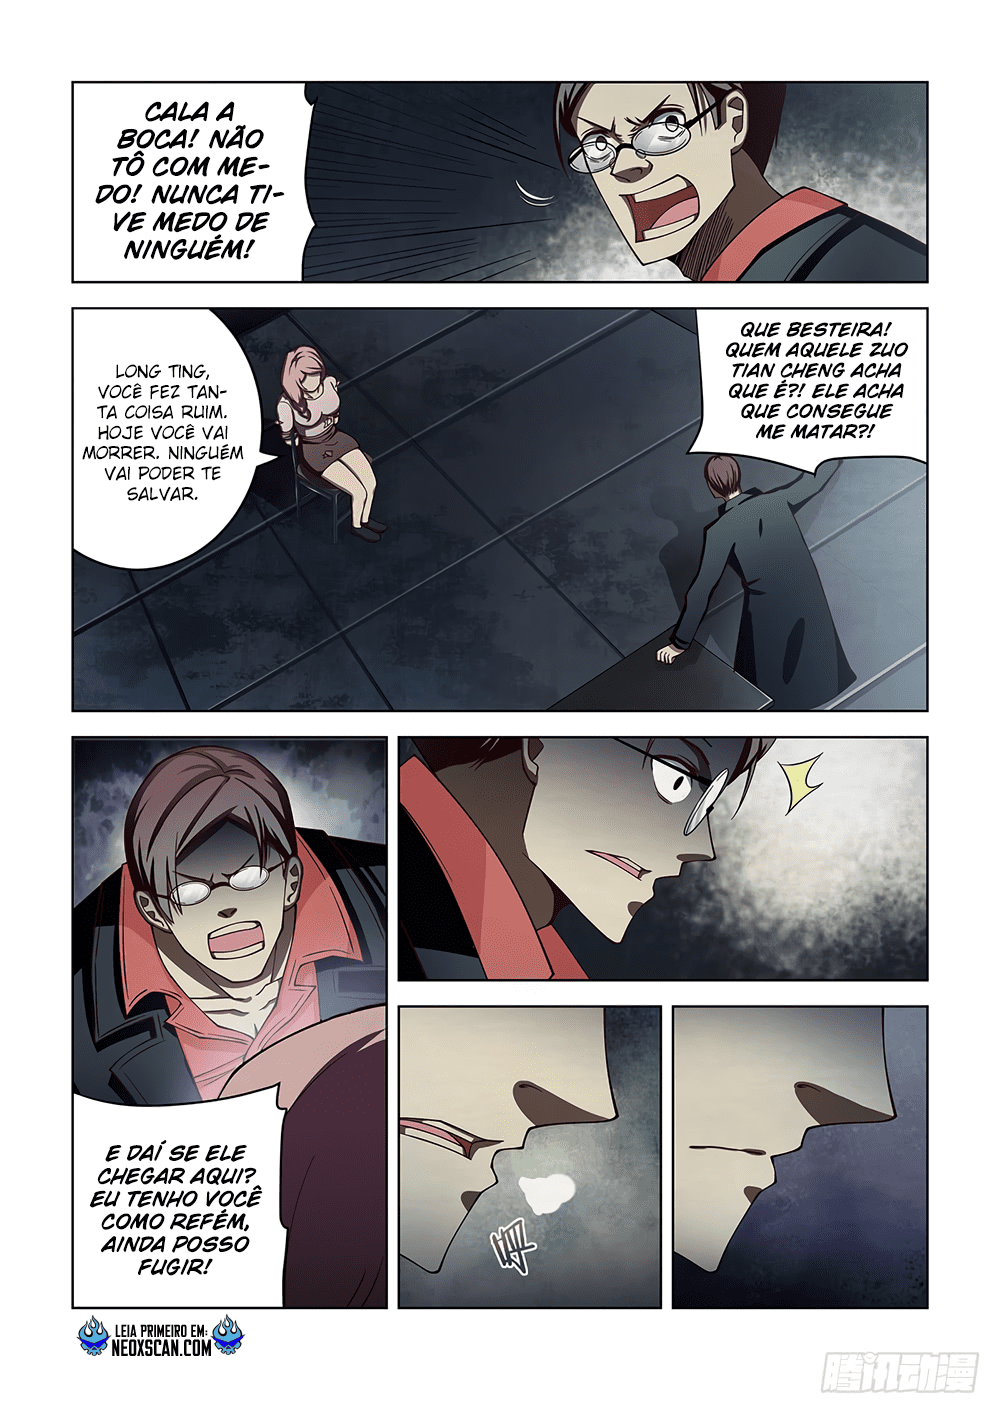 CALA A
BOCA! NÃO
TÔ COM ME-
DO! NUNCA TI-
VE MEDO DE
NINGUÉM!
QUE BESTEIRA!
QUEM AQUELE ZUO
TIAN CHENG ACHA
QUE É?! ELE ACHA
QUE CONSEGUE
ME MATAR?!
LONG TING,
VOCÊ FEZ TAN-
TA COISA RUIM.
HOJE VOCÊ VAI
MORRER. NINGUÉM
VAI PODER TE
SALVAR.
E DAÍ SE ELE
CHEGAR AQUI?
EU TENHO VOCÊ
COMO REFÉM,
AINDA POSSO
FUGIR!
呼
LEIA PRIMEIRO EM:
NEOXSCAN.COM
腾讯动漫